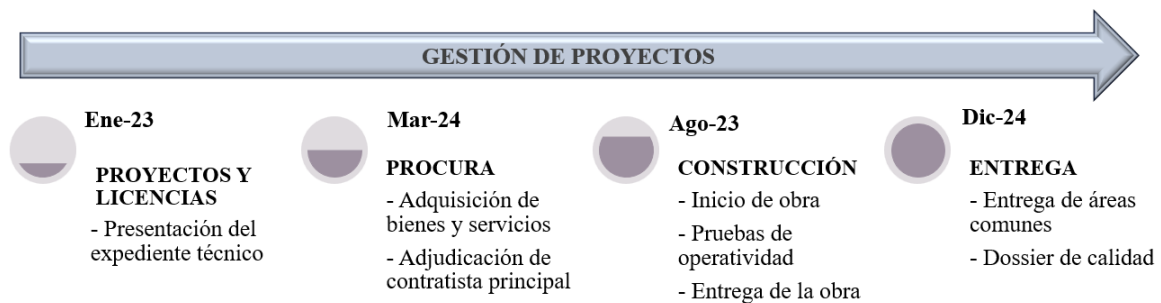 GESTIÓN DE PROYECTOS
Ene-23
PROYECTOS Y
LICENCIAS
- Presentación del
expediente técnico
Mar-24
PROCURA
- Adquisición de
bienes y servicios
- Adjudicación de
contratista principal
Ago-23
CONSTRUCCIÓN
- Inicio de obra
- Pruebas de
operatividad
- Entrega de la obra
Dic-24
ENTREGA
- Entrega de áreas
comunes
- Dossier de calidad